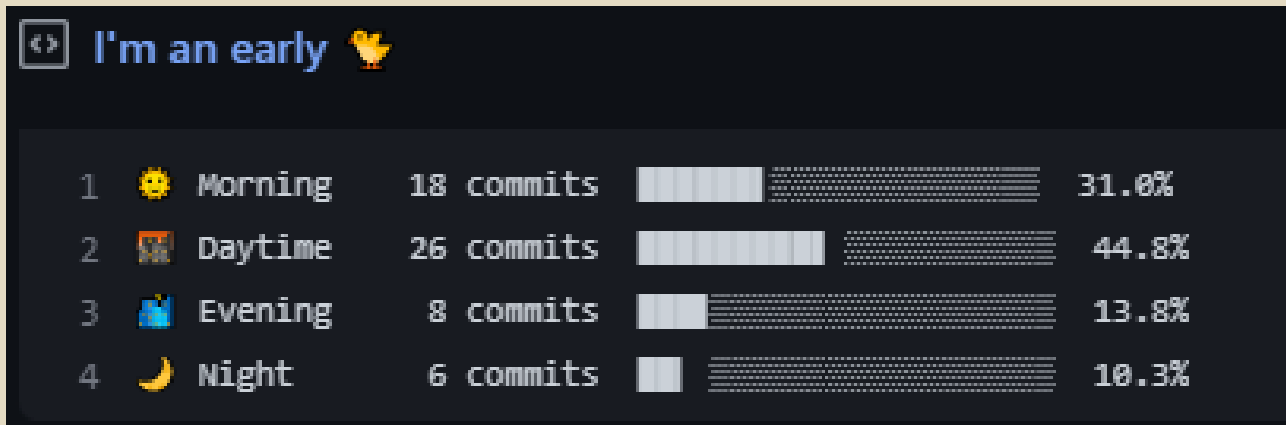 I'm an early 🐤
1 🌞 Morning 18 commits 31.0%
2 🌆 Daytime 26 commits 44.8%
3 🌃 Evening 8 commits 13.8%
4 🌙 Night 6 commits 10.3%